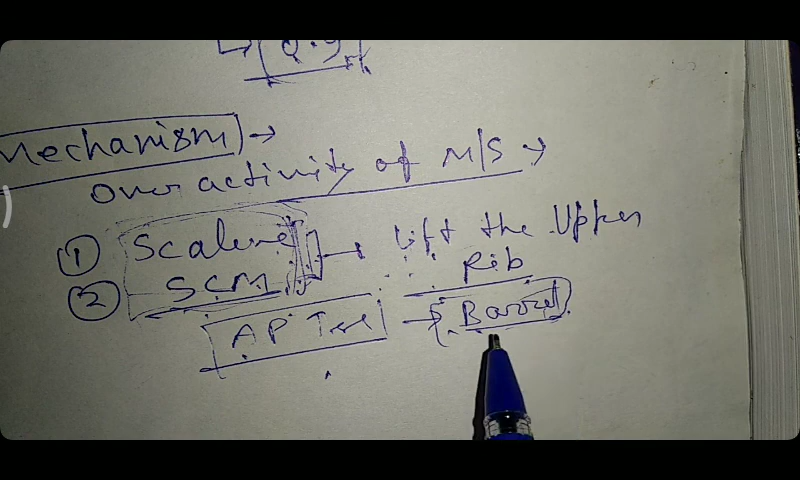 Mechanism →
Over activity of M/S →
① Scalene → lift the Upper
② SCM Rib
AP → Barrel